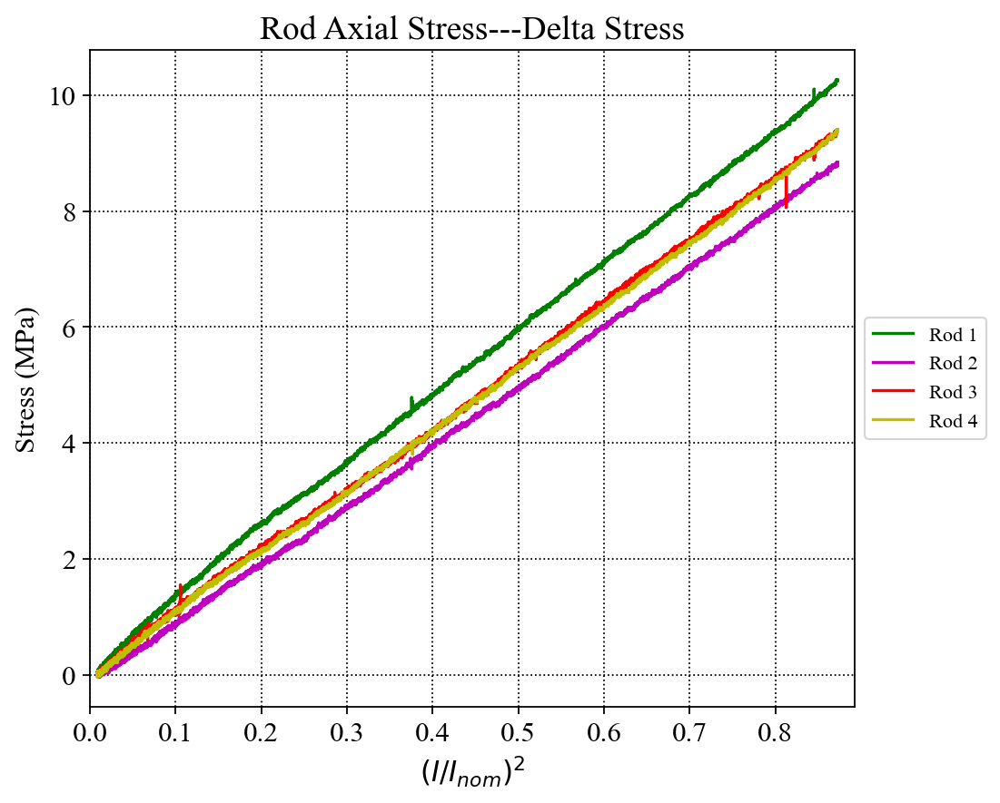 Rod Axial Stress---Delta Stress
Stress (MPa)
10
8
6
4
2
0
0.0 0.1 0.2 0.3 0.4 0.5 0.6 0.7 0.8
(I/I_nom)²
Rod 1
Rod 2
Rod 3
Rod 4